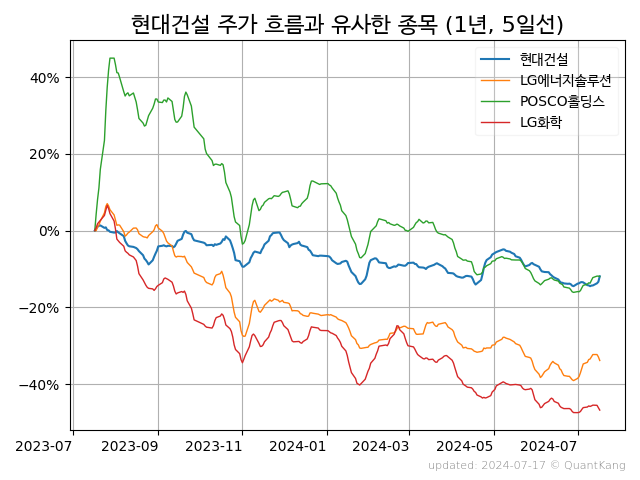 현대건설 주가 흐름과 유사한 종목 (1년, 5일선)
현대건설
LG에너지솔루션
POSCO홀딩스
LG화학
40%
20%
0%
−20%
−40%
2023-07 2023-09 2023-11 2024-01 2024-03 2024-05 2024-07
updated: 2024-07-17 © QuantKang